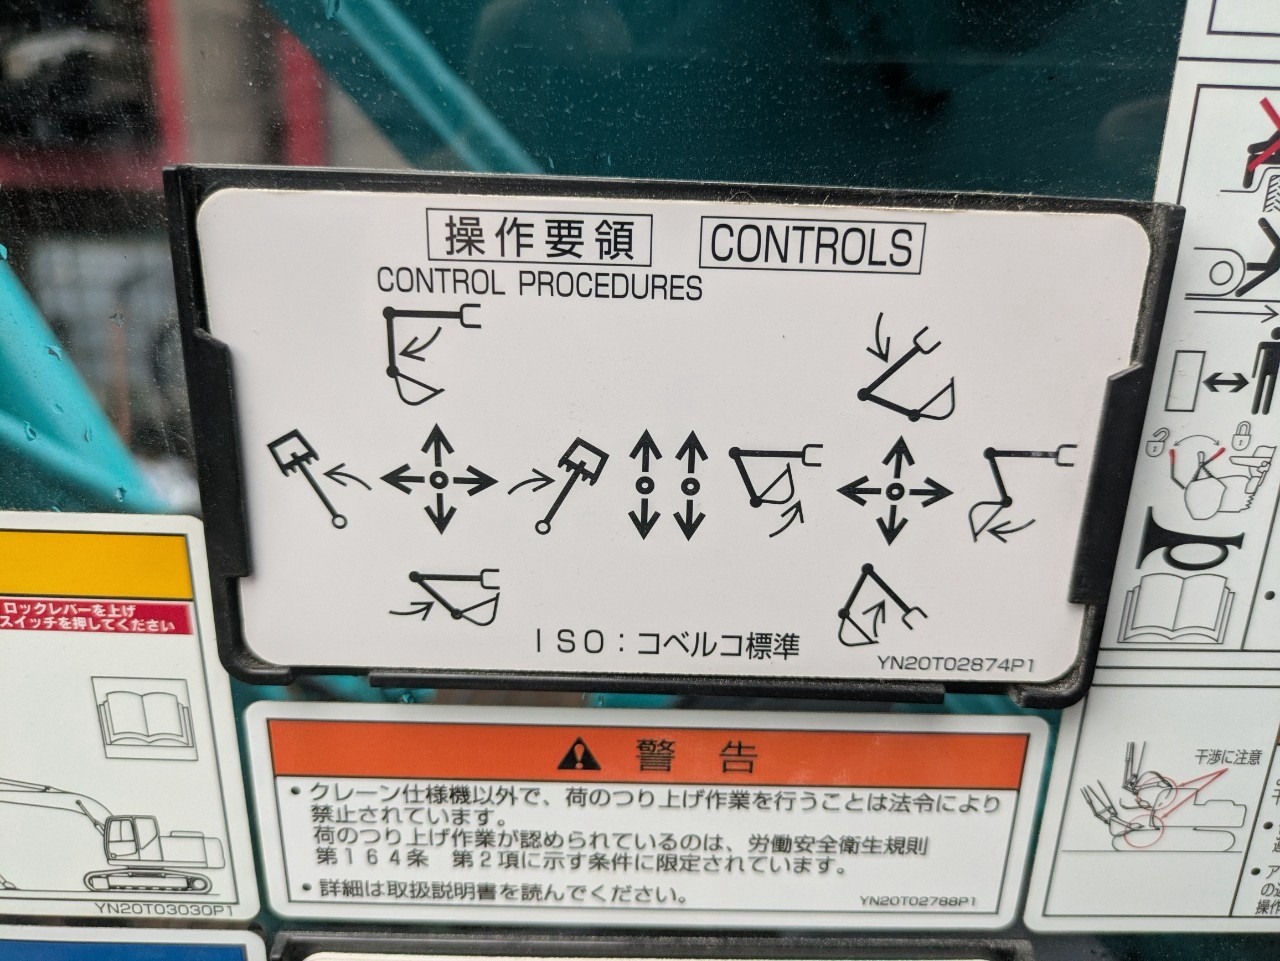 操作要領 CONTROLS
CONTROL PROCEDURES
ISO：コベルコ標準
YN20T02874P1
ロックレバーを上げ
スイッチを押してください
YN20T03030P1
警告
・クレーン仕様機以外で、荷のつり上げ作業を行うことは法令により
禁止されています。
荷のつり上げ作業が認められているのは、労働安全衛生規則
第164条 第2項に示す条件に限定されています。
・詳細は取扱説明書を読んでください。
YN20T02788P1
干渉に注意